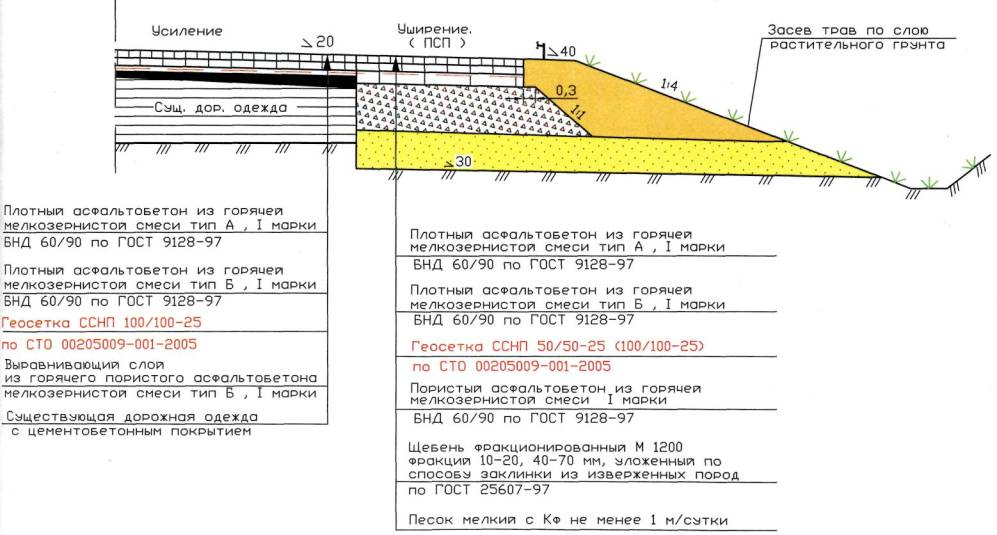 Усиление
Уширение.
( ПСП )
20
40
Засев трав по слою
растительного грунта
1:4
0,3
1:1
Сущ. дор. одежда
30
Плотный асфальтобетон из горячей
мелкозернистой смеси тип А , I марки
БНД 60/90 по ГОСТ 9128-97
Плотный асфальтобетон из горячей
мелкозернистой смеси тип Б , I марки
БНД 60/90 по ГОСТ 9128-97
Геосетка ССНП 100/100-25
по СТО 00205009-001-2005
Выравнивающий слой
из горячего пористого асфальтобетона
мелкозернистой смеси тип Б , I марки
Существующая дорожная одежда
с цементобетонным покрытием
Плотный асфальтобетон из горячей
мелкозернистой смеси тип А , I марки
БНД 60/90 по ГОСТ 9128-97
Плотный асфальтобетон из горячей
мелкозернистой смеси тип Б , I марки
БНД 60/90 по ГОСТ 9128-97
Геосетка ССНП 50/50-25 (100/100-25)
по СТО 00205009-001-2005
Пористый асфальтобетон из горячей
мелкозернистой смеси I марки
БНД 60/90 по ГОСТ 9128-97
Щебень фракционированный М 1200
фракций 10-20, 40-70 мм, уложенный по
способу заклинки из изверженных пород
по ГОСТ 25607-97
Песок мелкий с Кф не менее 1 м/сутки